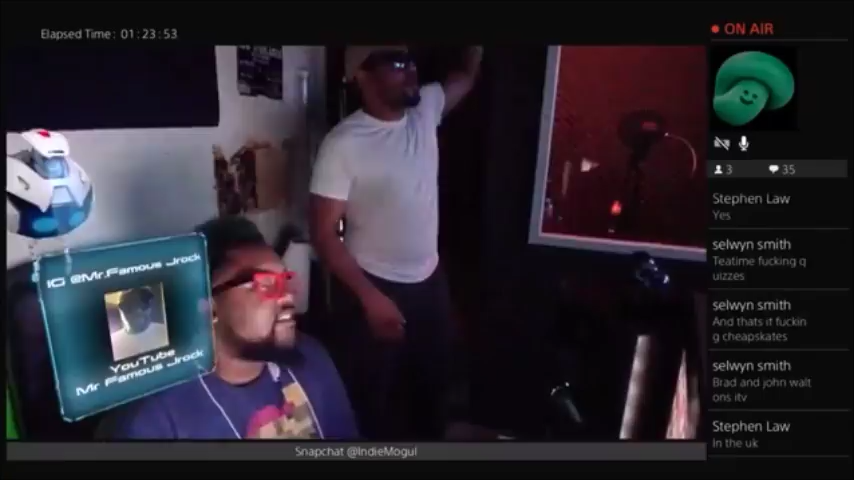 Elapsed Time: 01:23:53
ON AIR
3
35
Stephen Law
Yes
selwyn smith
Teatime fucking q
uizzes
selwyn smith
And thats it fuckin
g cheapskates
selwyn smith
Brad and john walt
ons itv
Stephen Law
In the uk
IG @Mr.Famous Jrock
YouTube
Mr Famous Jrock
Snapchat @IndieMogul